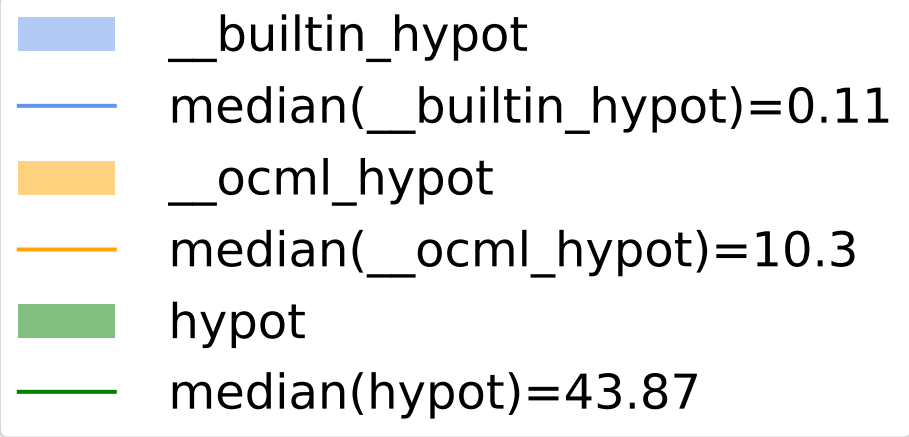 __builtin_hypot
median(__builtin_hypot)=0.11
__ocml_hypot
median(__ocml_hypot)=10.3
hypot
median(hypot)=43.87